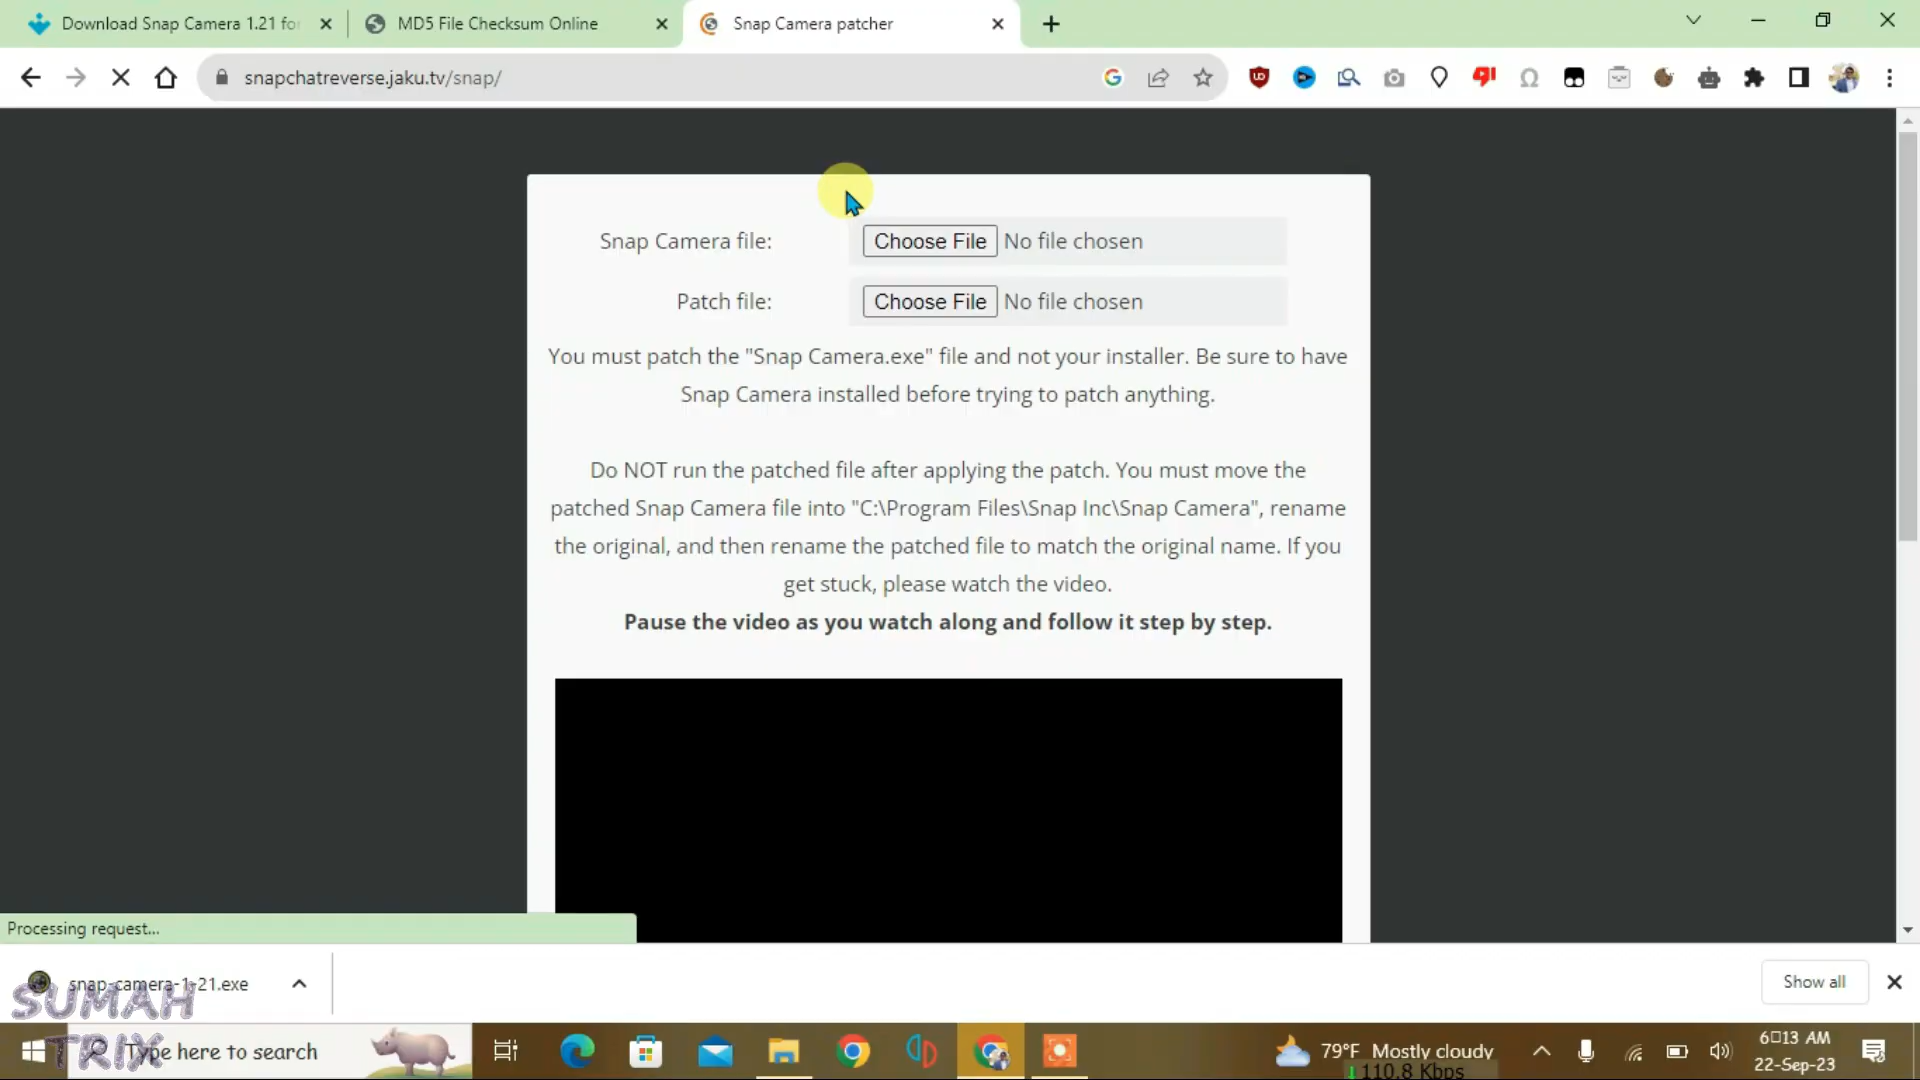 Download Snap Camera 1.21 for
MD5 File Checksum Online
Snap Camera patcher
snapchatreverse.jaku.tv/snap/
Snap Camera file:
Choose File No file chosen
Patch file:
Choose File No file chosen
You must patch the "Snap Camera.exe" file and not your installer. Be sure to have
Snap Camera installed before trying to patch anything.
Do NOT run the patched file after applying the patch. You must move the
patched Snap Camera file into "C:\Program Files\Snap Inc\Snap Camera", rename
the original, and then rename the patched file to match the original name. If you
get stuck, please watch the video.
Pause the video as you watch along and follow it step by step.
Processing request...
snap-camera-1-21.exe
Show all
SUMAH
TRIX
Type here to search
79°F Mostly cloudy
↓110.8 Kbps
6:13 AM
22-Sep-23